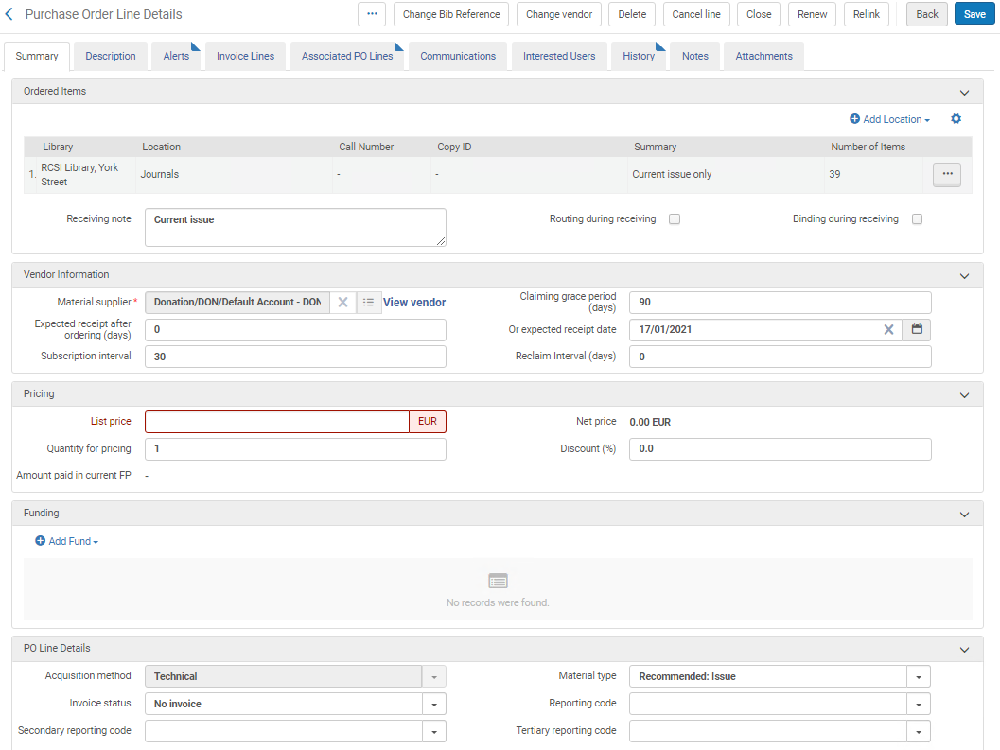 Purchase Order Line Details
... Change Bib Reference Change vendor Delete Cancel line Close Renew Relink Back Save
Summary Description Alerts Invoice Lines Associated PO Lines Communications Interested Users History Notes Attachments
Ordered Items
Add Location
Library Location Call Number Copy ID Summary Number of Items
1. RCSI Library, York Street Journals - - Current issue only 39 ...
Receiving note Current issue Routing during receiving Binding during receiving
Vendor Information
Material supplier * Donation/DON/Default Account - DON View vendor Claiming grace period (days) 90
Expected receipt after ordering (days) 0 Or expected receipt date 17/01/2021
Subscription interval 30 Reclaim Interval (days) 0
Pricing
List price EUR Net price 0.00 EUR
Quantity for pricing 1 Discount (%) 0.0
Amount paid in current FP -
Funding
Add Fund
No records were found.
PO Line Details
Acquisition method Technical Material type Recommended: Issue
Invoice status No invoice Reporting code
Secondary reporting code Tertiary reporting code